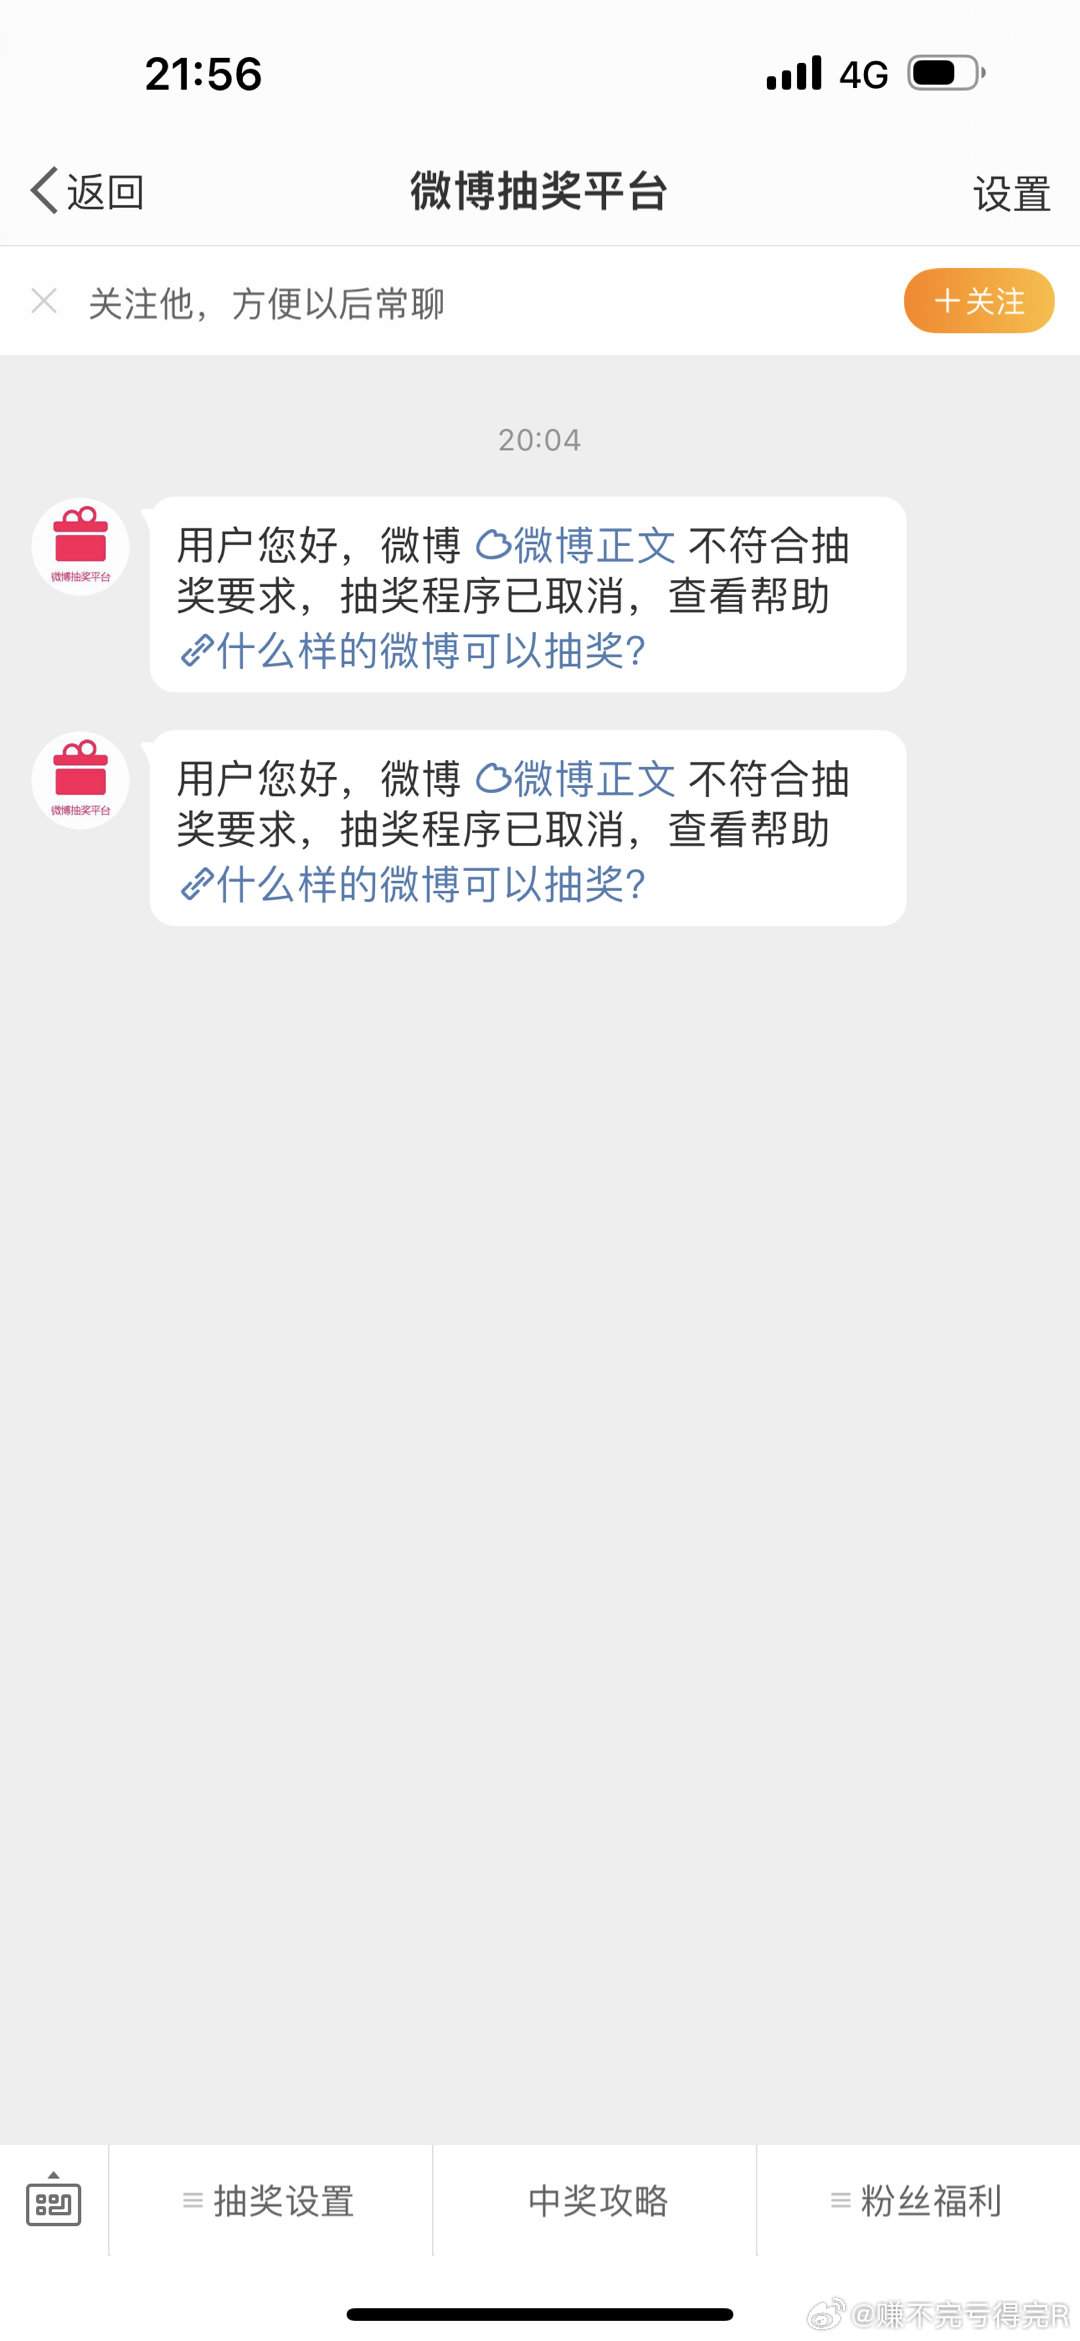 21:56
4G
返回
微博抽奖平台
设置
关注他，方便以后常聊
+关注
20:04
微博抽奖平台
用户您好，微博 微博正文 不符合抽
奖要求，抽奖程序已取消，查看帮助
什么样的微博可以抽奖？
微博抽奖平台
用户您好，微博 微博正文 不符合抽
奖要求，抽奖程序已取消，查看帮助
什么样的微博可以抽奖？
抽奖设置
中奖攻略
粉丝福利
@赚不完亏得完R